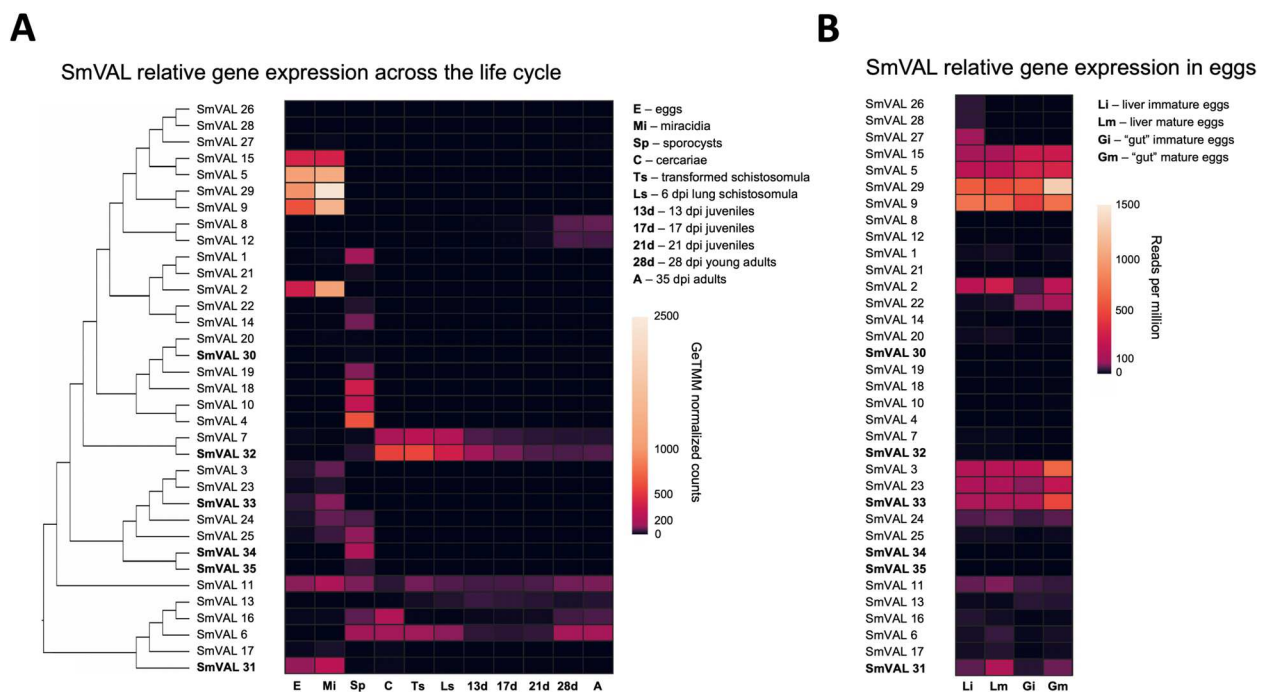 A
SmVAL relative gene expression across the life cycle
SmVAL 26
SmVAL 28
SmVAL 27
SmVAL 15
SmVAL 5
SmVAL 29
SmVAL 9
SmVAL 8
SmVAL 12
SmVAL 1
SmVAL 21
SmVAL 2
SmVAL 22
SmVAL 14
SmVAL 20
SmVAL 30
SmVAL 19
SmVAL 18
SmVAL 10
SmVAL 4
SmVAL 7
SmVAL 32
SmVAL 3
SmVAL 23
SmVAL 33
SmVAL 24
SmVAL 25
SmVAL 34
SmVAL 35
SmVAL 11
SmVAL 13
SmVAL 16
SmVAL 6
SmVAL 17
SmVAL 31
E Mi Sp C Ts Ls 13d 17d 21d 28d A
E – eggs
Mi – miracidia
Sp – sporocysts
C – cercariae
Ts – transformed schistosomula
Ls – 6 dpi lung schistosomula
13d – 13 dpi juveniles
17d – 17 dpi juveniles
21d – 21 dpi juveniles
28d – 28 dpi young adults
A – 35 dpi adults
2500
1000
500
200
0
GeTMM normalized counts
B
SmVAL relative gene expression in eggs
SmVAL 26
SmVAL 28
SmVAL 27
SmVAL 15
SmVAL 5
SmVAL 29
SmVAL 9
SmVAL 8
SmVAL 12
SmVAL 1
SmVAL 21
SmVAL 2
SmVAL 22
SmVAL 14
SmVAL 20
SmVAL 30
SmVAL 19
SmVAL 18
SmVAL 10
SmVAL 4
SmVAL 7
SmVAL 32
SmVAL 3
SmVAL 23
SmVAL 33
SmVAL 24
SmVAL 25
SmVAL 34
SmVAL 35
SmVAL 11
SmVAL 13
SmVAL 16
SmVAL 6
SmVAL 17
SmVAL 31
Li Lm Gi Gm
Li – liver immature eggs
Lm – liver mature eggs
Gi – “gut” immature eggs
Gm – “gut” mature eggs
1500
1000
500
100
0
Reads per million